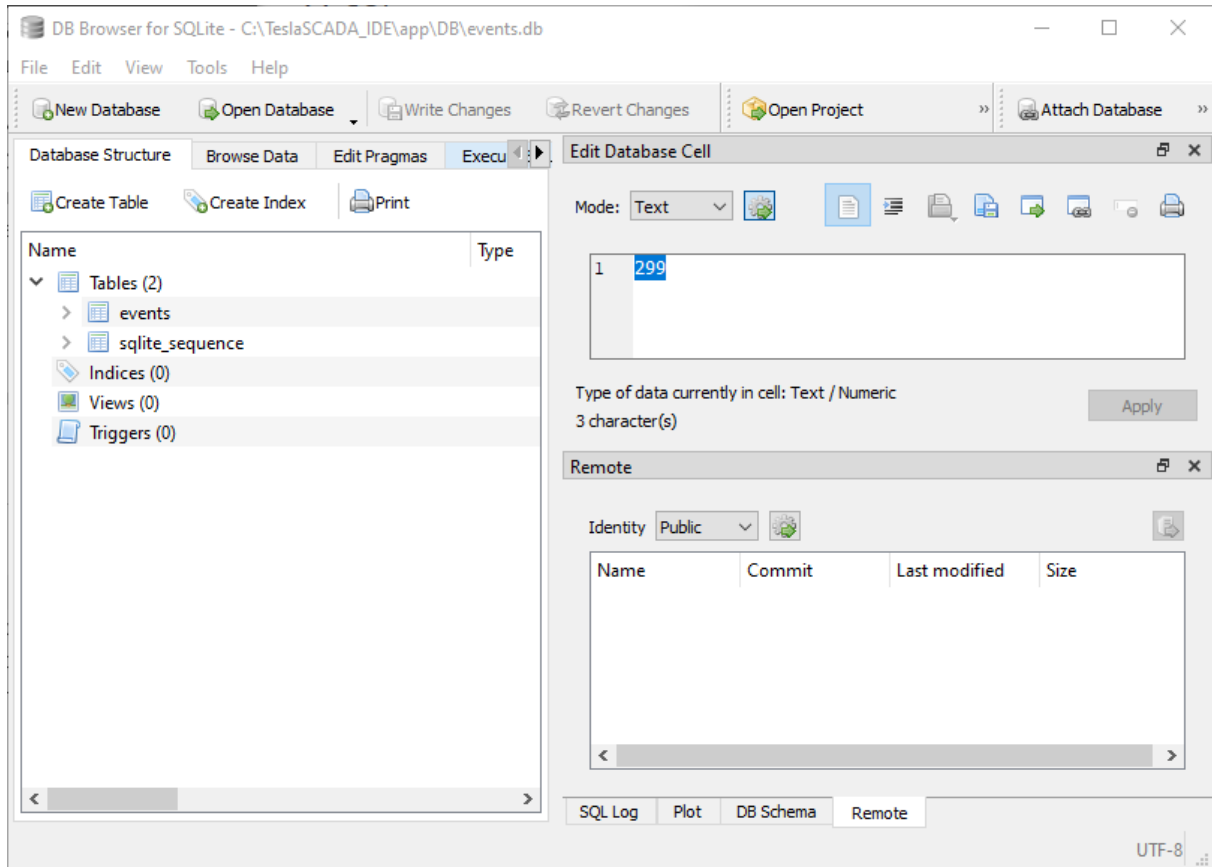 DB Browser for SQLite - C:\TeslaSCADA_IDE\app\DB\events.db
File Edit View Tools Help
New Database Open Database Write Changes Revert Changes Open Project » Attach Database »
Database Structure Browse Data Edit Pragmas Execu
Create Table Create Index Print
Name Type
Tables (2)
events
sqlite_sequence
Indices (0)
Views (0)
Triggers (0)
Edit Database Cell
Mode: Text
1 299
Type of data currently in cell: Text / Numeric
3 character(s)
Apply
Remote
Identity Public
Name Commit Last modified Size
SQL Log Plot DB Schema Remote
UTF-8